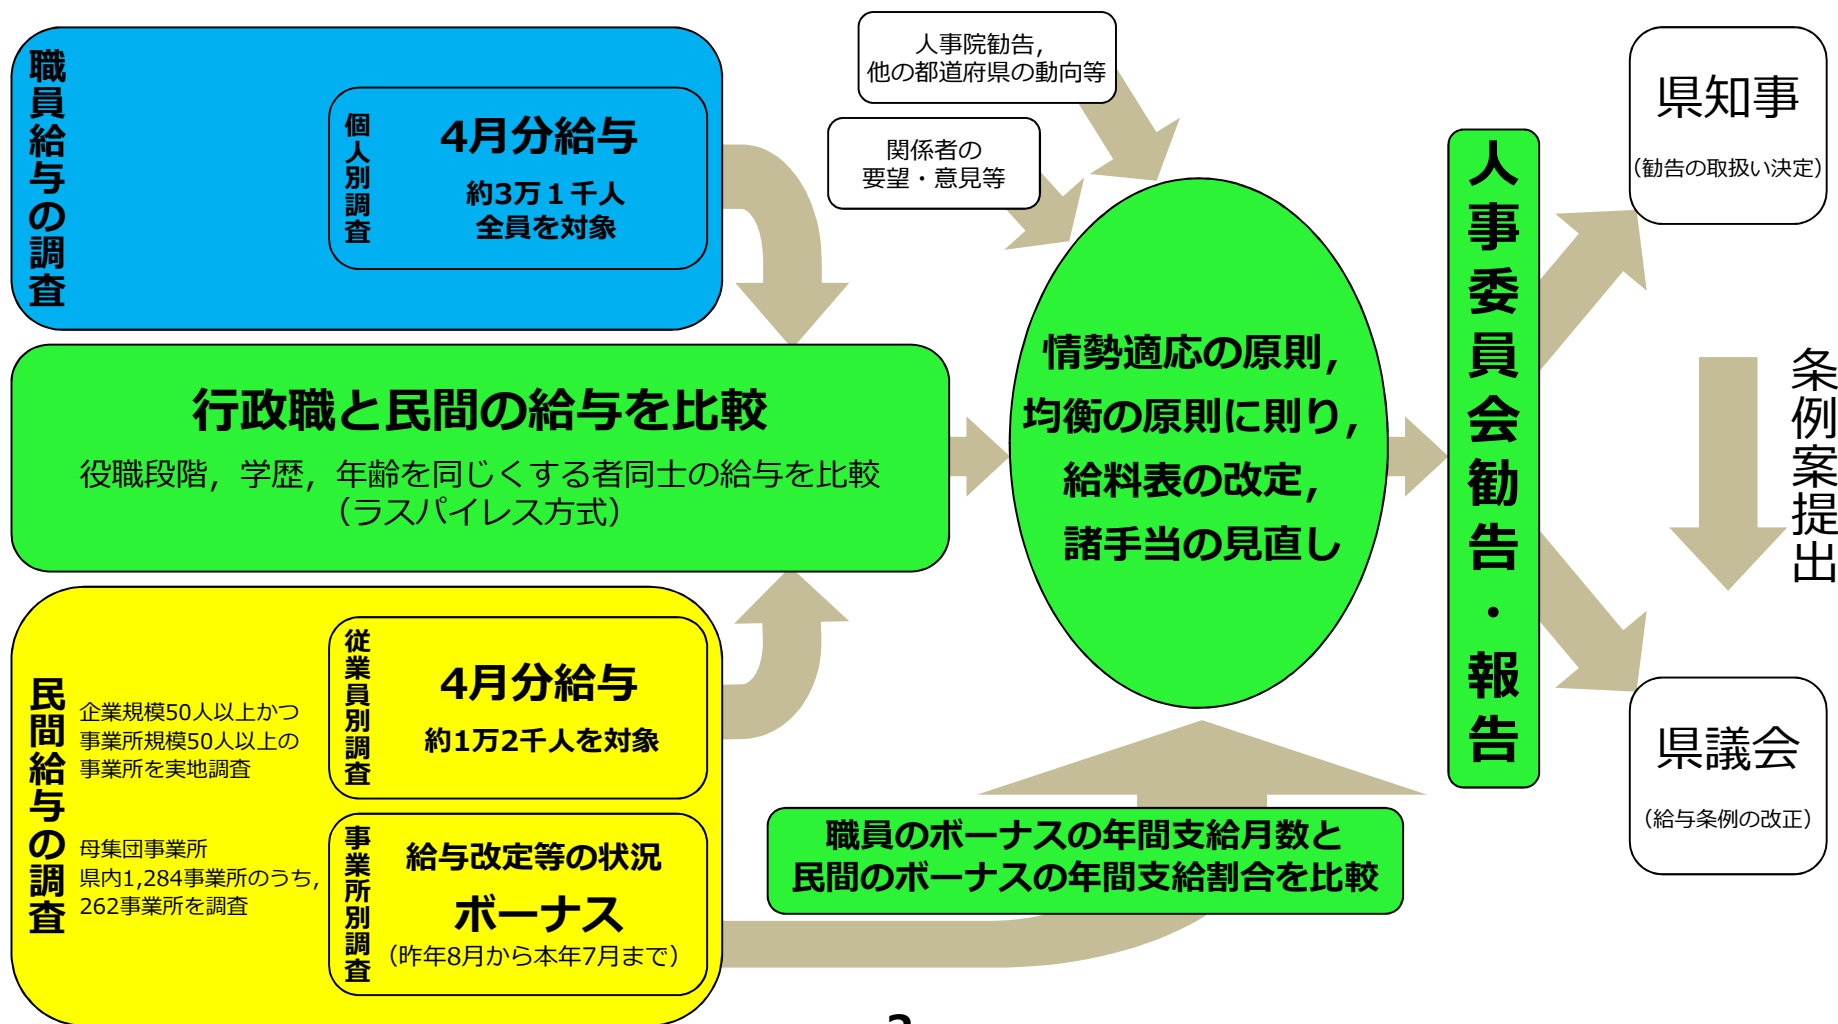 職員給与の調査
個人別調査
4月分給与
約3万１千人
全員を対象
人事院勧告，
他の都道府県の動向等
関係者の
要望・意見等
行政職と民間の給与を比較
役職段階，学歴，年齢を同じくする者同士の給与を比較
（ラスパイレス方式）
民間給与の調査
企業規模50人以上かつ
事業所規模50人以上の
事業所を実地調査
母集団事業所
県内1,284事業所のうち，
262事業所を調査
従業員別調査
4月分給与
約1万2千人を対象
事業所別調査
給与改定等の状況
ボーナス
（昨年8月から本年7月まで）
情勢適応の原則，
均衡の原則に則り，
給料表の改定，
諸手当の見直し
職員のボーナスの年間支給月数と
民間のボーナスの年間支給割合を比較
人事委員会勧告・報告
県知事
（勧告の取扱い決定）
条例案提出
県議会
（給与条例の改正）